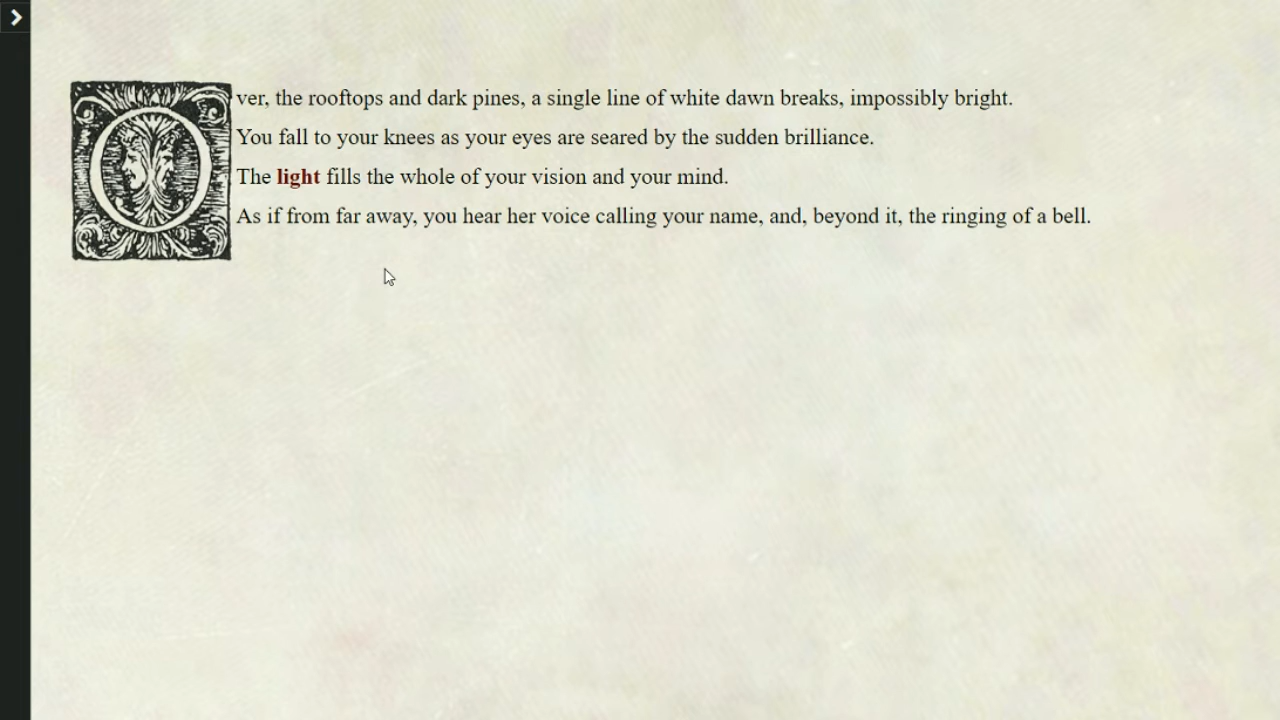 Over, the rooftops and dark pines, a single line of white dawn breaks, impossibly bright.
You fall to your knees as your eyes are seared by the sudden brilliance.
The light fills the whole of your vision and your mind.
As if from far away, you hear her voice calling your name, and, beyond it, the ringing of a bell.